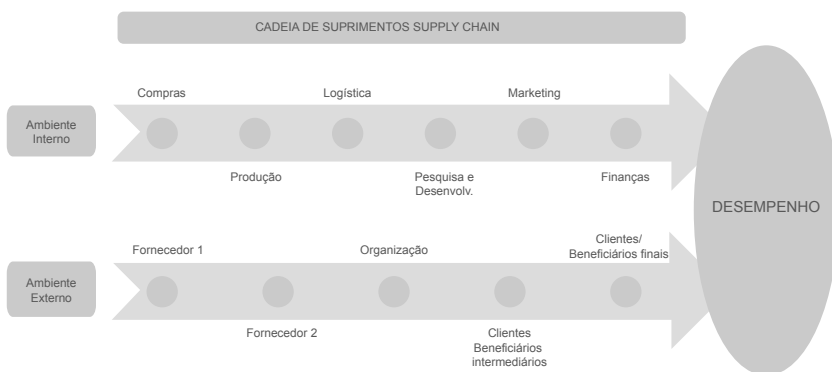 CADEIA DE SUPRIMENTOS SUPPLY CHAIN
Compras
Logística
Marketing
Ambiente
Interno
Produção
Pesquisa e
Desenvolv.
Finanças
DESEMPENHO
Fornecedor 1
Organização
Clientes/
Beneficiários finais
Ambiente
Externo
Fornecedor 2
Clientes
Beneficiários
intermediários